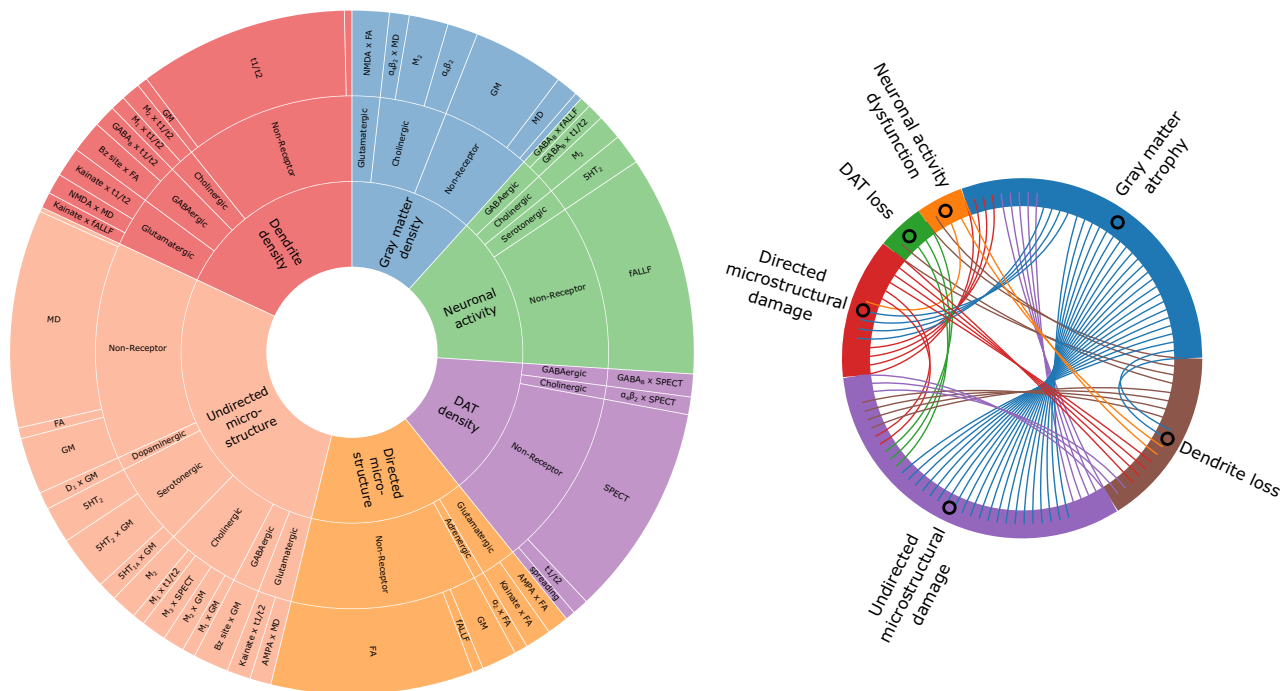 Gray matter
density
Glutamatergic
Cholinergic
Non-Receptor
NMDA x FA
α₄β₂ x MD
M₂
α₄β₂
GM
MD
Neuronal
activity
GABAergic
Cholinergic
Serotonergic
Non-Receptor
GABAₐ x fALLF
GABAᵦ x t1/t2
M₂
5HT₂
fALLF
DAT
density
GABAergic
Cholinergic
Non-Receptor
GABAᵦ x SPECT
α₄β₂ x SPECT
SPECT
t1/t2
spreading
Directed
micro-
structure
Glutamatergic
Adrenergic
Non-Receptor
AMPA x FA
Kainate x FA
α₂ x FA
GM
fALLF
FA
Undirected
micro-
structure
Glutamatergic
GABAergic
Cholinergic
Serotonergic
Dopaminergic
Non-Receptor
AMPA x MD
Kainate x t1/t2
Bz site x GM
M₁ x GM
M₂ x GM
M₃ x SPECT
M₁ x t1/t2
M₂
5HT₁ₐ x GM
5HT₂ x GM
5HT₂
D₁ x GM
GM
FA
MD
Dendrite
density
Glutamatergic
GABAergic
Cholinergic
Non-Receptor
Kainate x fALLF
NMDA x MD
Kainate x t1/t2
Bz site x FA
GABAᵦ x t1/t2
M₁ x t1/t2
M₂ x t1/t2
GM
t1/t2
Gray matter
atrophy
Neuronal activity
dysfunction
DAT loss
Directed
microstructural
damage
Undirected
microstructural
damage
Dendrite loss